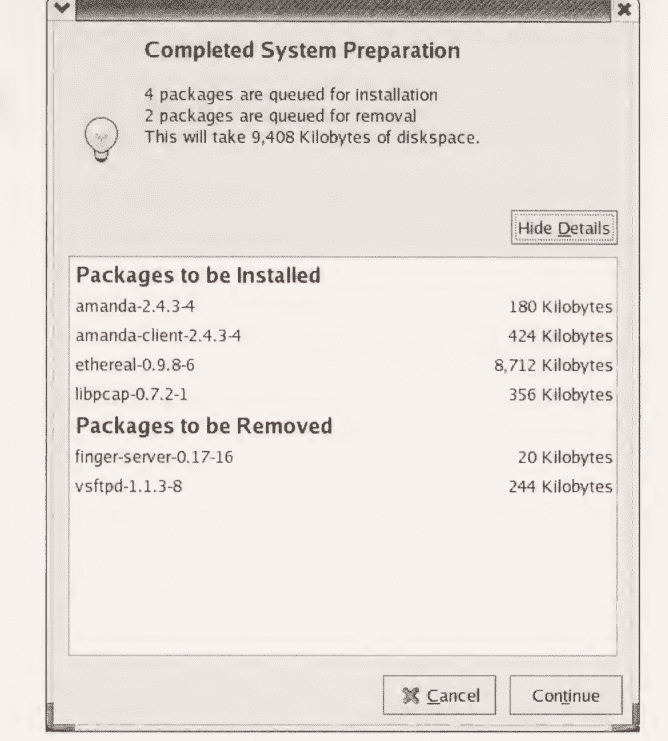 Completed System Preparation
4 packages are queued for installation
2 packages are queued for removal
This will take 9,408 Kilobytes of diskspace.
Hide Details
Packages to be Installed
amanda-2.4.3-4 180 Kilobytes
amanda-client-2.4.3-4 424 Kilobytes
ethereal-0.9.8-6 8,712 Kilobytes
libpcap-0.7.2-1 356 Kilobytes
Packages to be Removed
finger-server-0.17-16 20 Kilobytes
vsftpd-1.1.3-8 244 Kilobytes
Cancel Continue